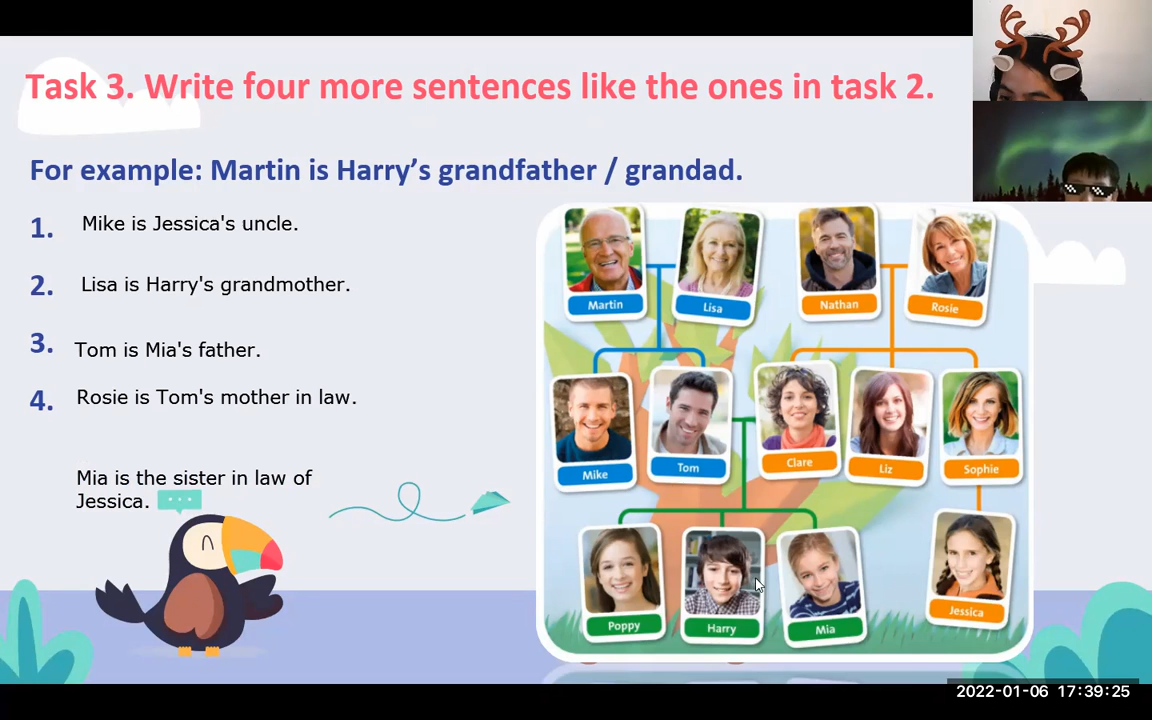 Task 3. Write four more sentences like the ones in task 2.
For example: Martin is Harry’s grandfather / grandad.
1. Mike is Jessica's uncle.
2. Lisa is Harry's grandmother.
3. Tom is Mia's father.
4. Rosie is Tom's mother in law.
Mia is the sister in law of
Jessica.
Martin
Lisa
Nathan
Rosie
Mike
Tom
Clare
Liz
Sophie
Poppy
Harry
Mia
Jessica
2022-01-06 17:39:25